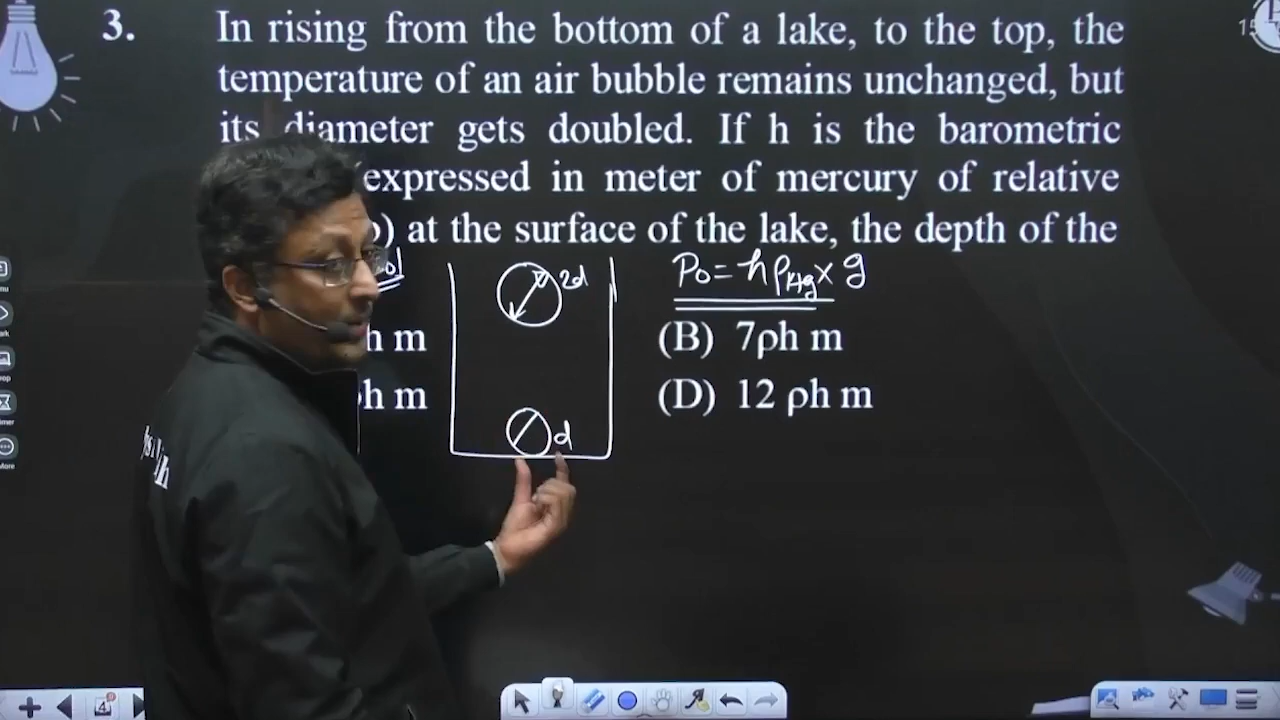 3. In rising from the bottom of a lake, to the top, the
temperature of an air bubble remains unchanged, but
its diameter gets doubled. If h is the barometric
expressed in meter of mercury of relative
) at the surface of the lake, the depth of the
P₀ = hρHg × g
2d
h m
(B) 7ρh m
h m
(D) 12 ρh m
d